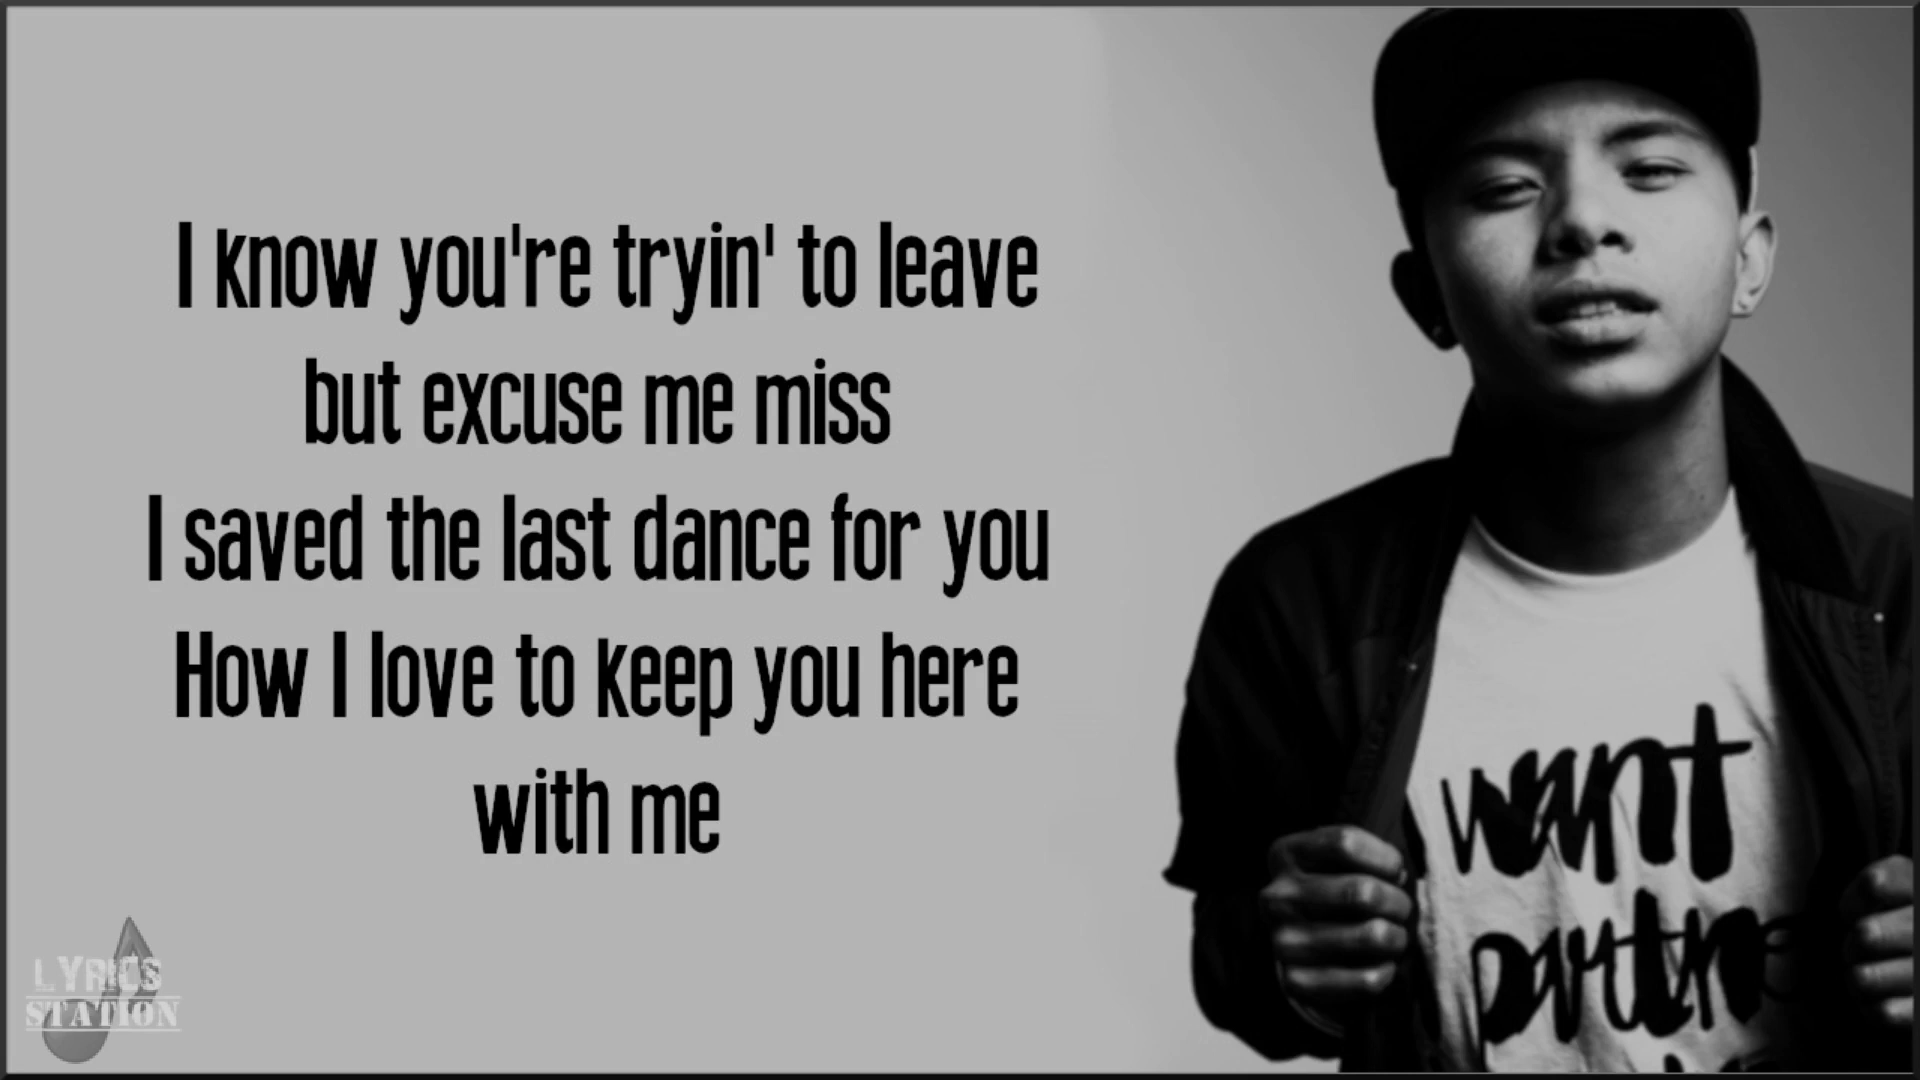 I know you're tryin' to leave
but excuse me miss
I saved the last dance for you
How I love to keep you here
with me
want
partne
LYRICS
STATION